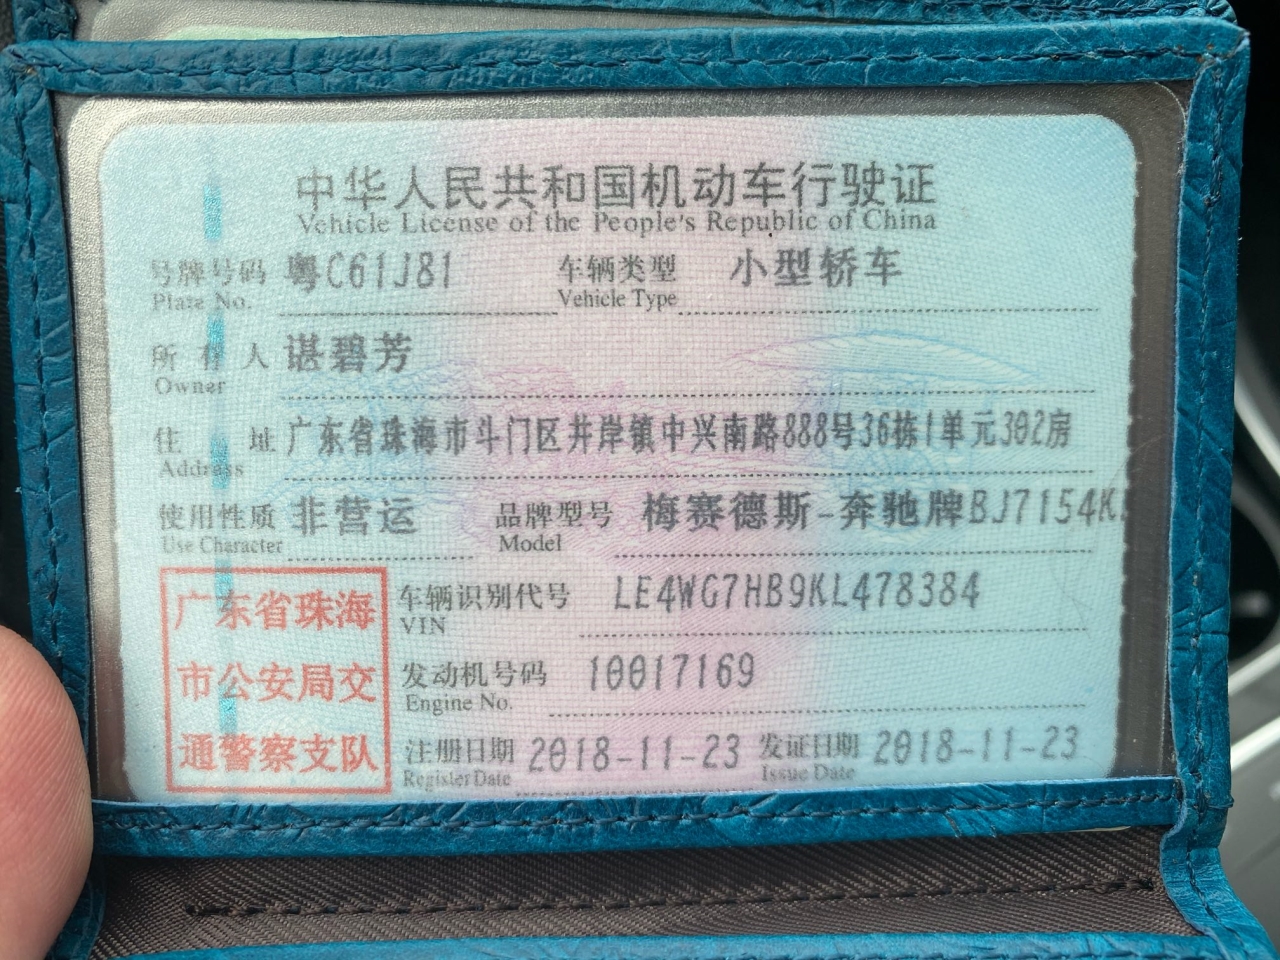 中华人民共和国机动车行驶证
Vehicle License of the People's Republic of China
号牌号码 粤C61J81 车辆类型 小型轿车
Plate No. Vehicle Type
所有人 谌碧芳
Owner
住址 广东省珠海市斗门区井岸镇中兴南路888号36栋1单元302房
Address
使用性质 非营运 品牌型号 梅赛德斯-奔驰牌BJ7154K
Use Character Model
广东省珠海
市公安局交
通警察支队
车辆识别代号 LE4WG7HB9KL478384
VIN
发动机号码 10017169
Engine No.
注册日期 2018-11-23 发证日期 2018-11-23
Register Date Issue Date